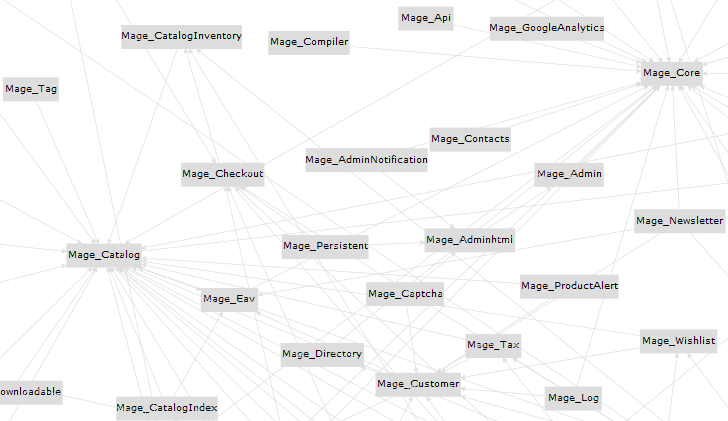 Mage_Api
Mage_GoogleAnalytics
Mage_CatalogInventory
Mage_Compiler
Mage_Core
Mage_Tag
Mage_Contacts
Mage_AdminNotification
Mage_Checkout
Mage_Admin
Mage_Newsletter
Mage_Adminhtml
Mage_Persistent
Mage_Catalog
Mage_ProductAlert
Mage_Captcha
Mage_Eav
Mage_Wishlist
Mage_Tax
Mage_Directory
Mage_Customer
ownloadable
Mage_Log
Mage_CatalogIndex